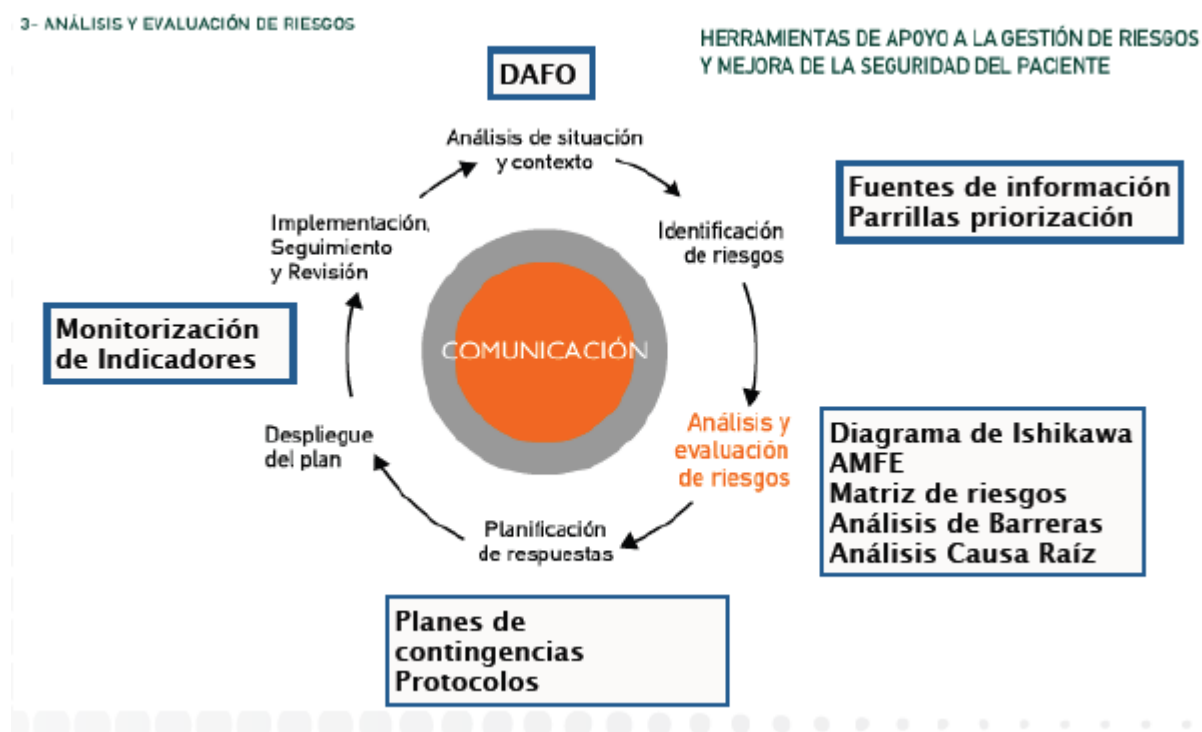 3- ANÁLISIS Y EVALUACIÓN DE RIESGOS
HERRAMIENTAS DE APOYO A LA GESTIÓN DE RIESGOS
Y MEJORA DE LA SEGURIDAD DEL PACIENTE
DAFO
Análisis de situación
y contexto
Fuentes de información
Parrillas priorización
Identificación
de riesgos
Implementación,
Seguimiento
y Revisión
Monitorización
de Indicadores
COMUNICACIÓN
Análisis y
evaluación
de riesgos
Diagrama de Ishikawa
AMFE
Matriz de riesgos
Análisis de Barreras
Análisis Causa Raíz
Despliegue
del plan
Planificación
de respuestas
Planes de
contingencias
Protocolos